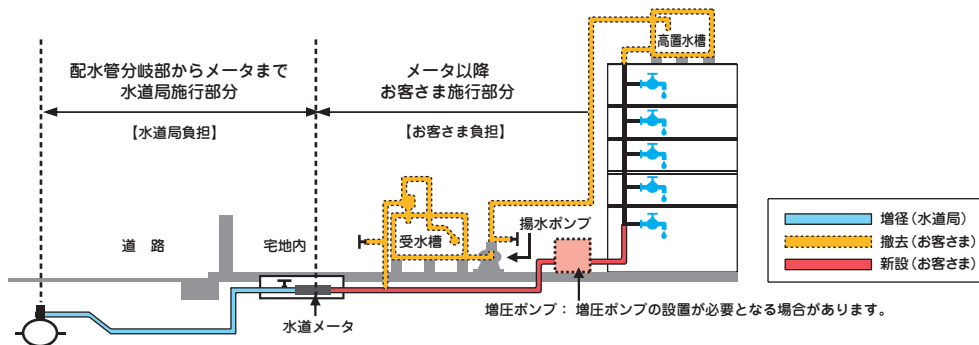 高置水槽
配水管分岐部からメータまで
水道局施行部分
メータ以降
お客さま施行部分
【水道局負担】
【お客さま負担】
揚水ポンプ
受水槽
道 路
宅地内
増径（水道局）
撤去（お客さま）
新設（お客さま）
増圧ポンプ： 増圧ポンプの設置が必要となる場合があります。
水道メータ